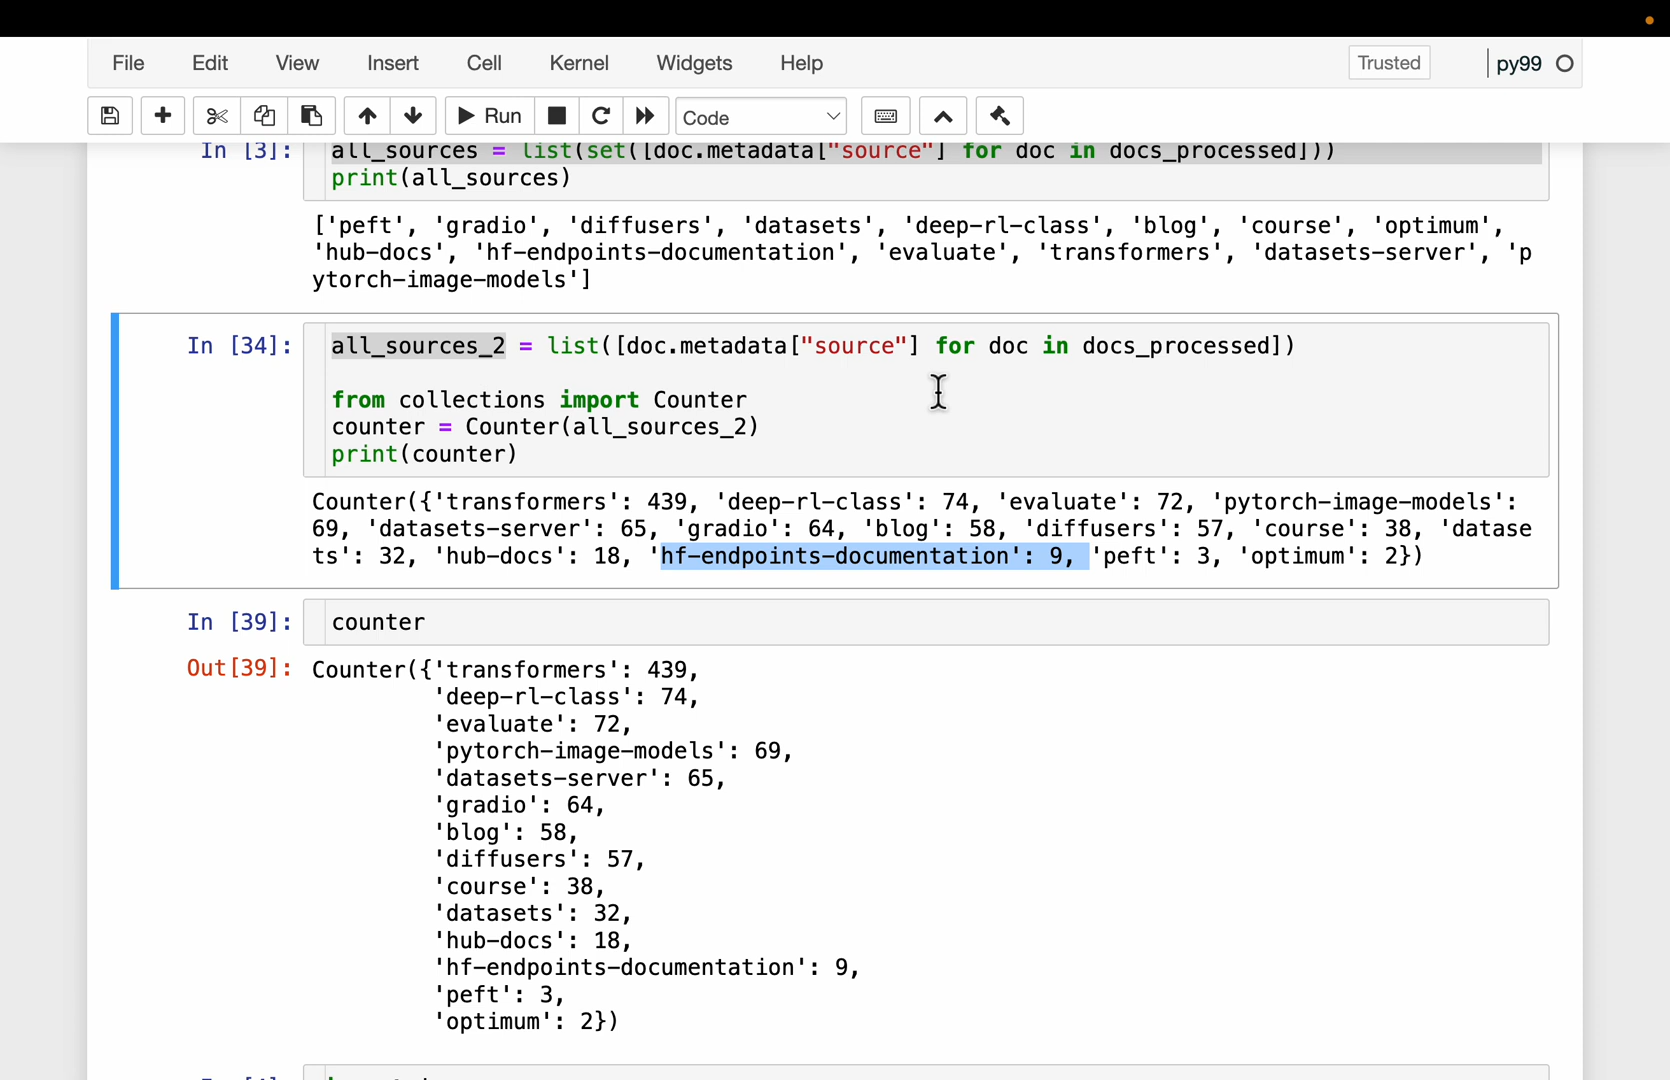 File Edit View Insert Cell Kernel Widgets Help Trusted py99
Run Code
In [3]: all_sources = list(set([doc.metadata["source"] for doc in docs_processed]))
print(all_sources)
['peft', 'gradio', 'diffusers', 'datasets', 'deep-rl-class', 'blog', 'course', 'optimum',
'hub-docs', 'hf-endpoints-documentation', 'evaluate', 'transformers', 'datasets-server', 'p
ytorch-image-models']
In [34]: all_sources_2 = list([doc.metadata["source"] for doc in docs_processed])
from collections import Counter
counter = Counter(all_sources_2)
print(counter)
Counter({'transformers': 439, 'deep-rl-class': 74, 'evaluate': 72, 'pytorch-image-models':
69, 'datasets-server': 65, 'gradio': 64, 'blog': 58, 'diffusers': 57, 'course': 38, 'datase
ts': 32, 'hub-docs': 18, 'hf-endpoints-documentation': 9, 'peft': 3, 'optimum': 2})
In [39]: counter
Out[39]: Counter({'transformers': 439,
'deep-rl-class': 74,
'evaluate': 72,
'pytorch-image-models': 69,
'datasets-server': 65,
'gradio': 64,
'blog': 58,
'diffusers': 57,
'course': 38,
'datasets': 32,
'hub-docs': 18,
'hf-endpoints-documentation': 9,
'peft': 3,
'optimum': 2})